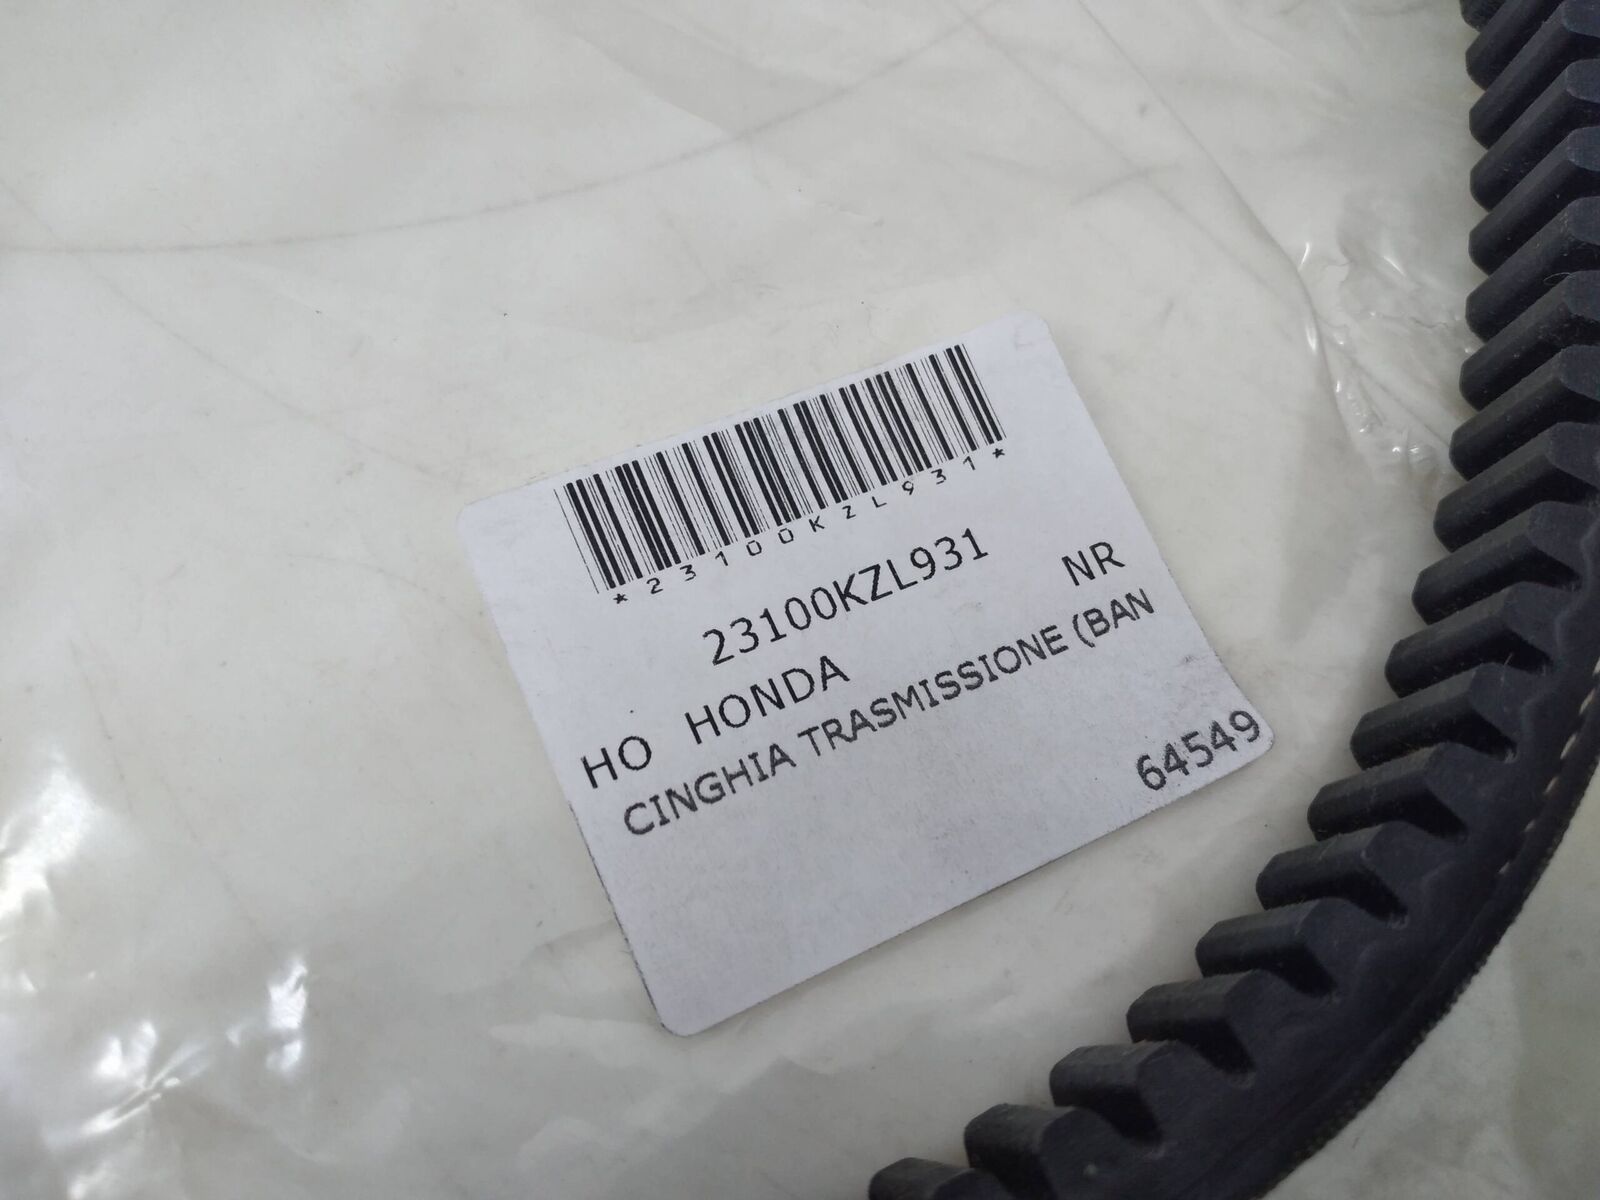 *23100KZL931*
23100KZL931
HO HONDA NR
CINGHIA TRASMISSIONE (BAN
64549